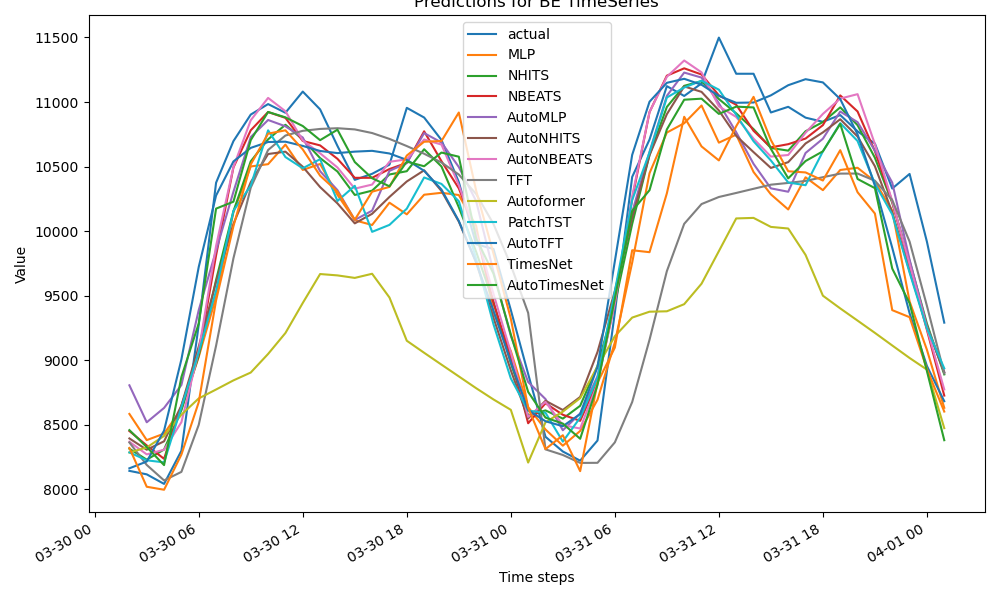 Predictions for BE TimeSeries
11500
11000
10500
10000
9500
9000
8500
8000
Value
actual
MLP
NHITS
NBEATS
AutoMLP
AutoNHITS
AutoNBEATS
TFT
Autoformer
PatchTST
AutoTFT
TimesNet
AutoTimesNet
03-30 00
03-30 06
03-30 12
03-30 18
03-31 00
03-31 06
03-31 12
03-31 18
04-01 00
Time steps